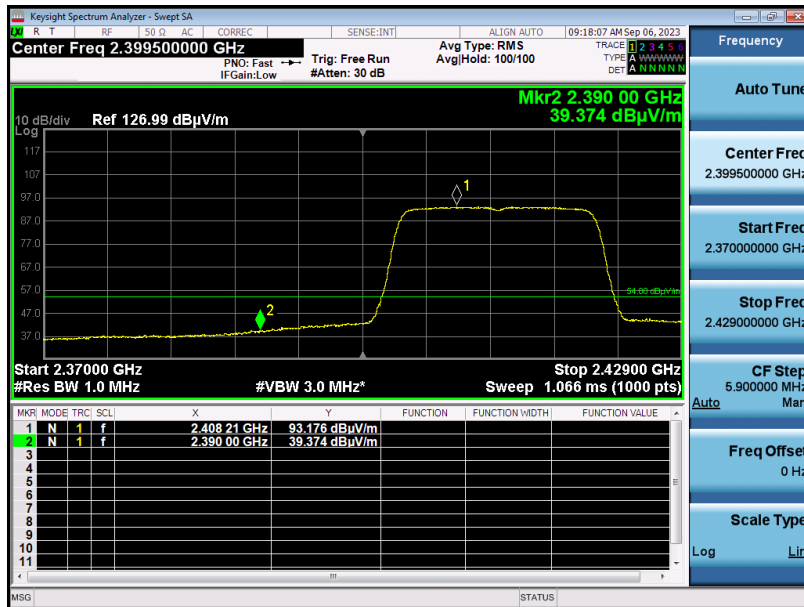 Keysight Spectrum Analyzer - Swept SA
LXI R T RF 50 Ω AC CORREC SENSE:INT ALIGN AUTO 09:18:07 AM Sep 06, 2023
Center Freq 2.399500000 GHz
PNO: Fast
IFGain:Low
Trig: Free Run
#Atten: 30 dB
Avg Type: RMS
Avg|Hold: 100/100
TRACE 1 2 3 4 5 6
TYPE A WWWWW
DET A N N N N N
Mkr2 2.390 00 GHz
39.374 dBµV/m
10 dB/div Ref 126.99 dBµV/m
Log
117
107
97.0
87.0
77.0
67.0
57.0
47.0
37.0
1
2
54.00 dBµV/m
Start 2.37000 GHz Stop 2.42900 GHz
#Res BW 1.0 MHz #VBW 3.0 MHz* Sweep 1.066 ms (1000 pts)
MKR MODE TRC SCL X Y FUNCTION FUNCTION WIDTH FUNCTION VALUE
1 N 1 f 2.408 21 GHz 93.176 dBµV/m
2 N 1 f 2.390 00 GHz 39.374 dBµV/m
3
4
5
6
7
8
9
10
11
MSG STATUS
Frequency
Auto Tune
Center Freq
2.399500000 GHz
Start Freq
2.370000000 GHz
Stop Freq
2.429000000 GHz
CF Step
5.900000 MHz
Auto Man
Freq Offset
0 Hz
Scale Type
Log Lin